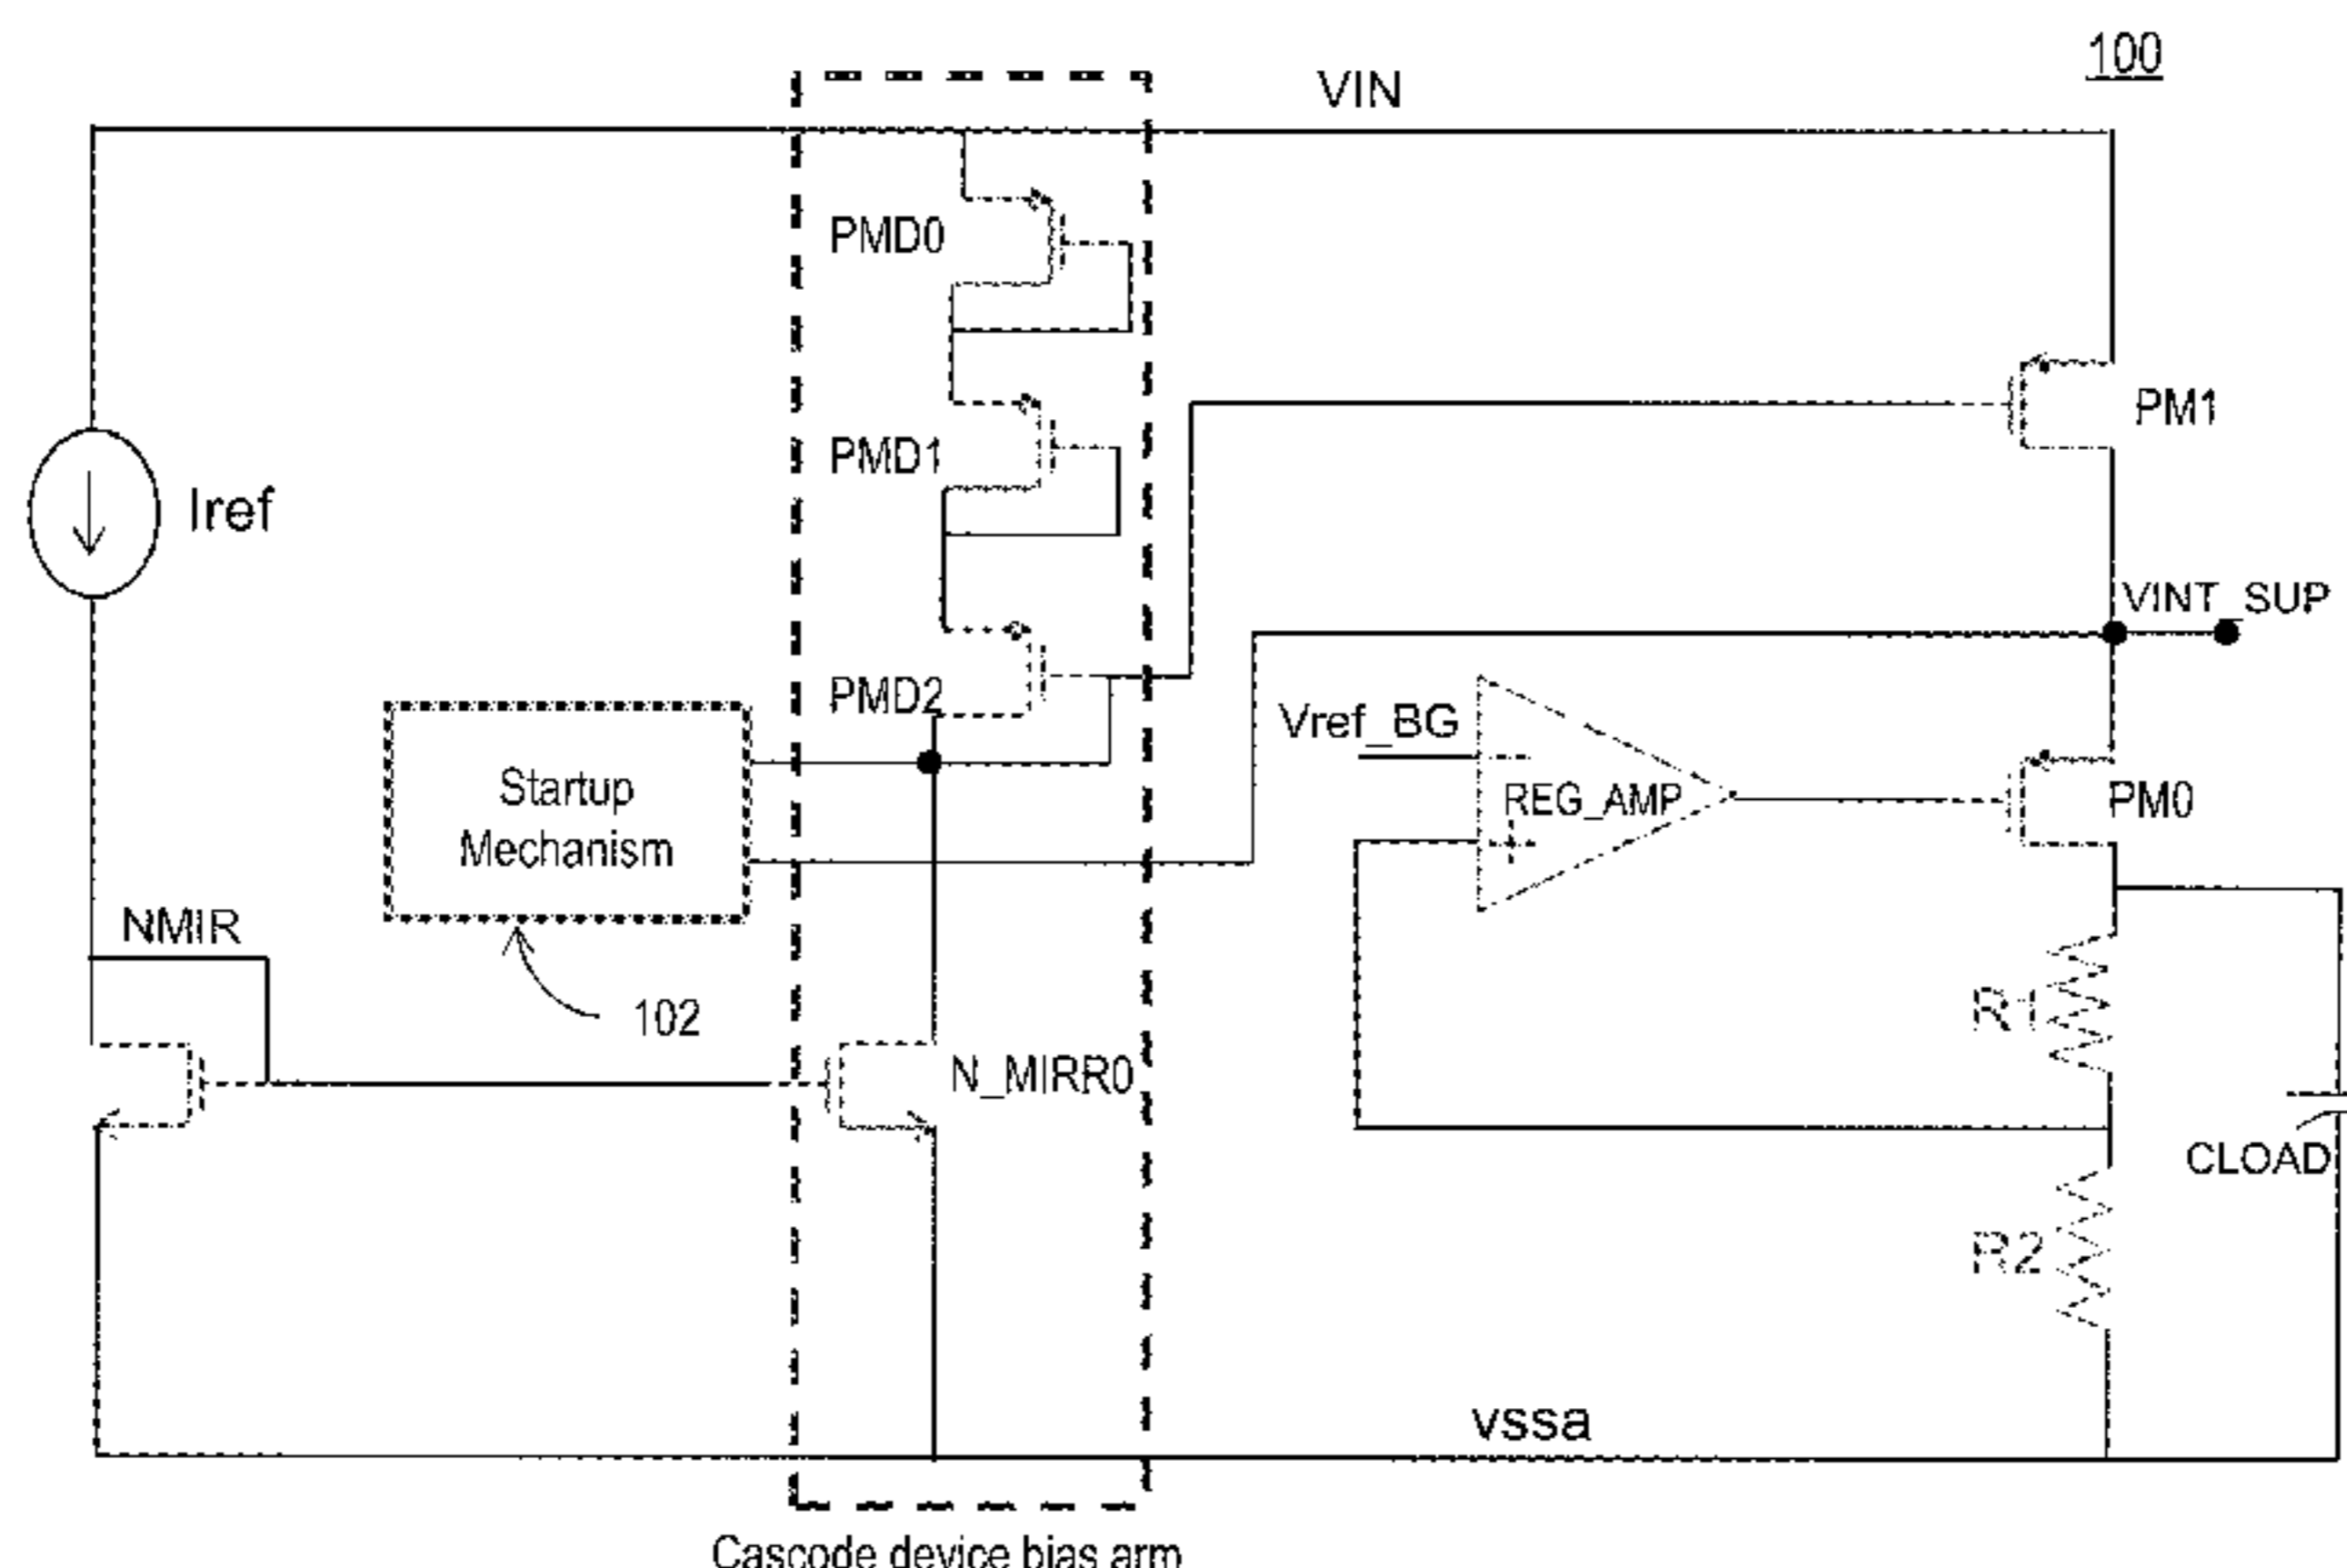 100
VIN
PMD0
PM1
PMD1
Iref
VINT_SUP
PMD2
Vref_BG
Startup
Mechanism
REG_AMP
PM0
NMIR
102
R1
N_MIRR0
CLOAD
R2
vssa
Cascode device bias arm